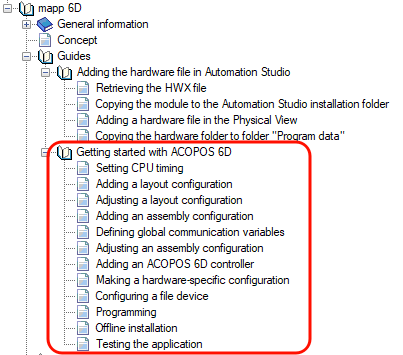 mapp 6D
General information
Concept
Guides
Adding the hardware file in Automation Studio
Retrieving the HWX file
Copying the module to the Automation Studio installation folder
Adding a hardware file in the Physical View
Copying the hardware folder to folder "Program data"
Getting started with ACOPOS 6D
Setting CPU timing
Adding a layout configuration
Adjusting a layout configuration
Adding an assembly configuration
Defining global communication variables
Adjusting an assembly configuration
Adding an ACOPOS 6D controller
Making a hardware-specific configuration
Configuring a file device
Programming
Offline installation
Testing the application